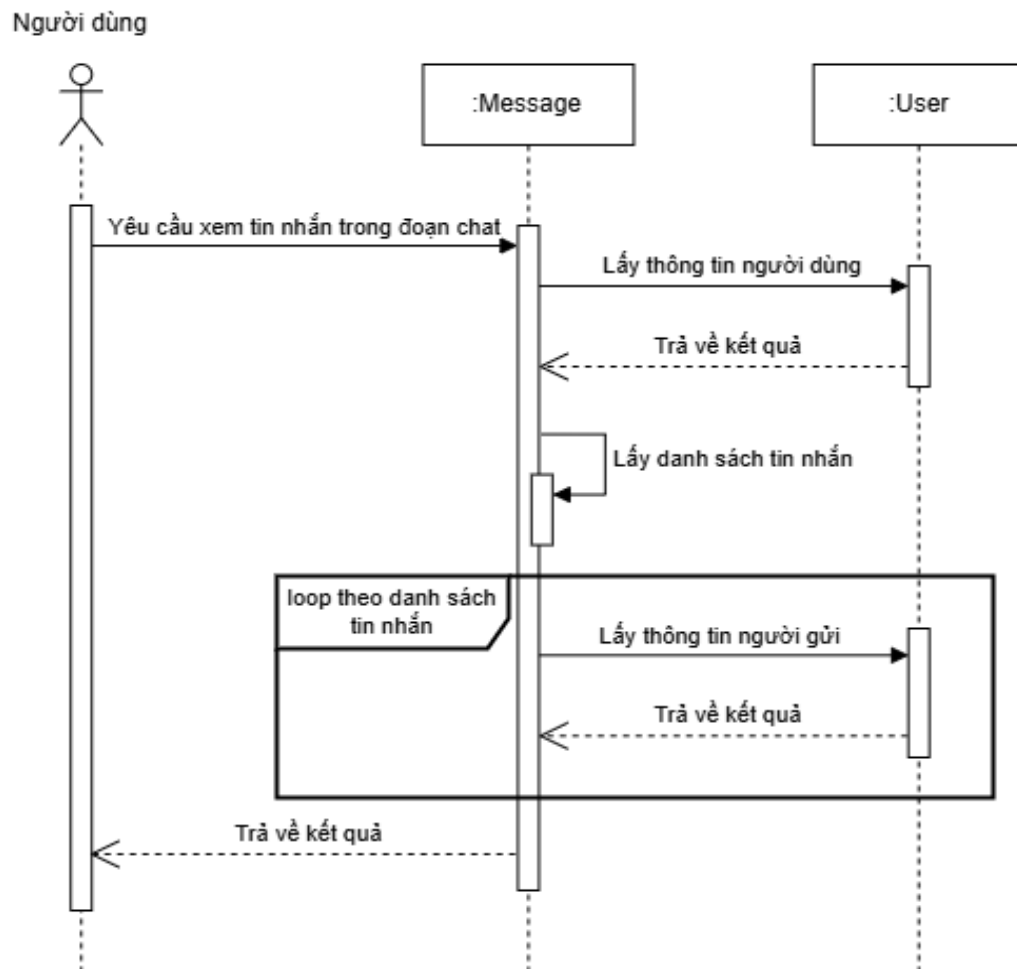 Người dùng
:Message
:User
Yêu cầu xem tin nhắn trong đoạn chat
Lấy thông tin người dùng
Trả về kết quả
Lấy danh sách tin nhắn
loop theo danh sách
tin nhắn
Lấy thông tin người gửi
Trả về kết quả
Trả về kết quả